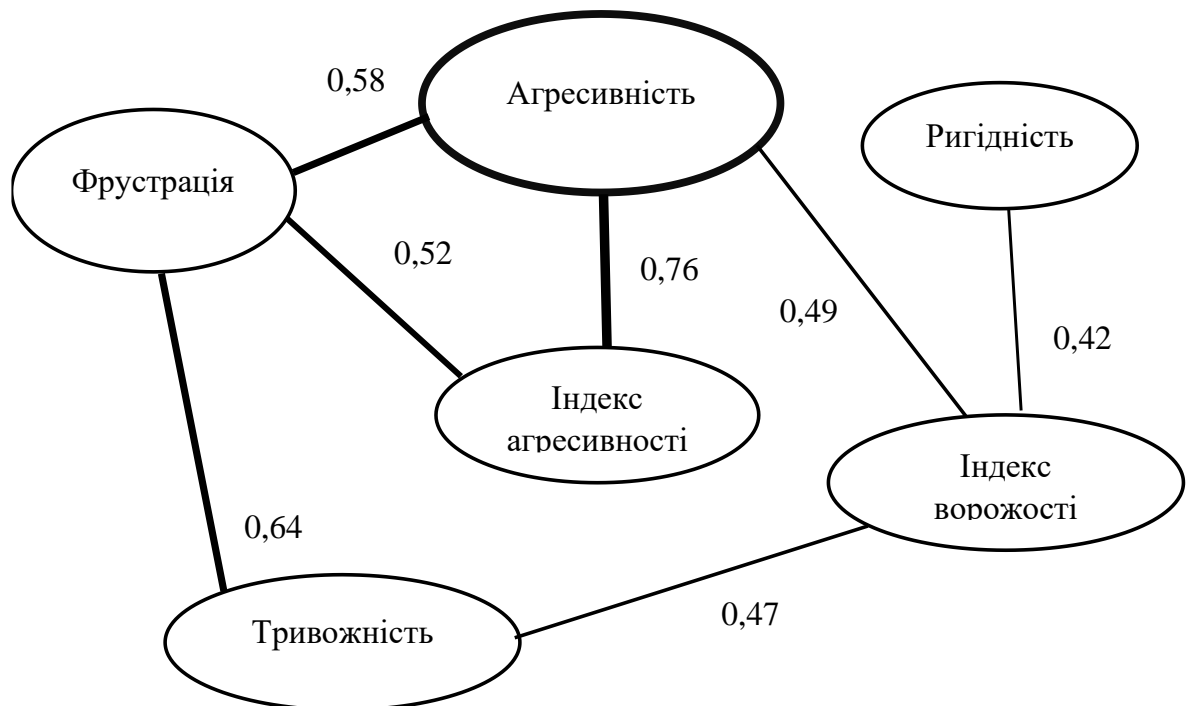 0,58
Агресивність
Ригідність
Фрустрація
0,52
0,76
0,49
0,42
Індекс
агресивності
Індекс
ворожості
0,64
Тривожність
0,47